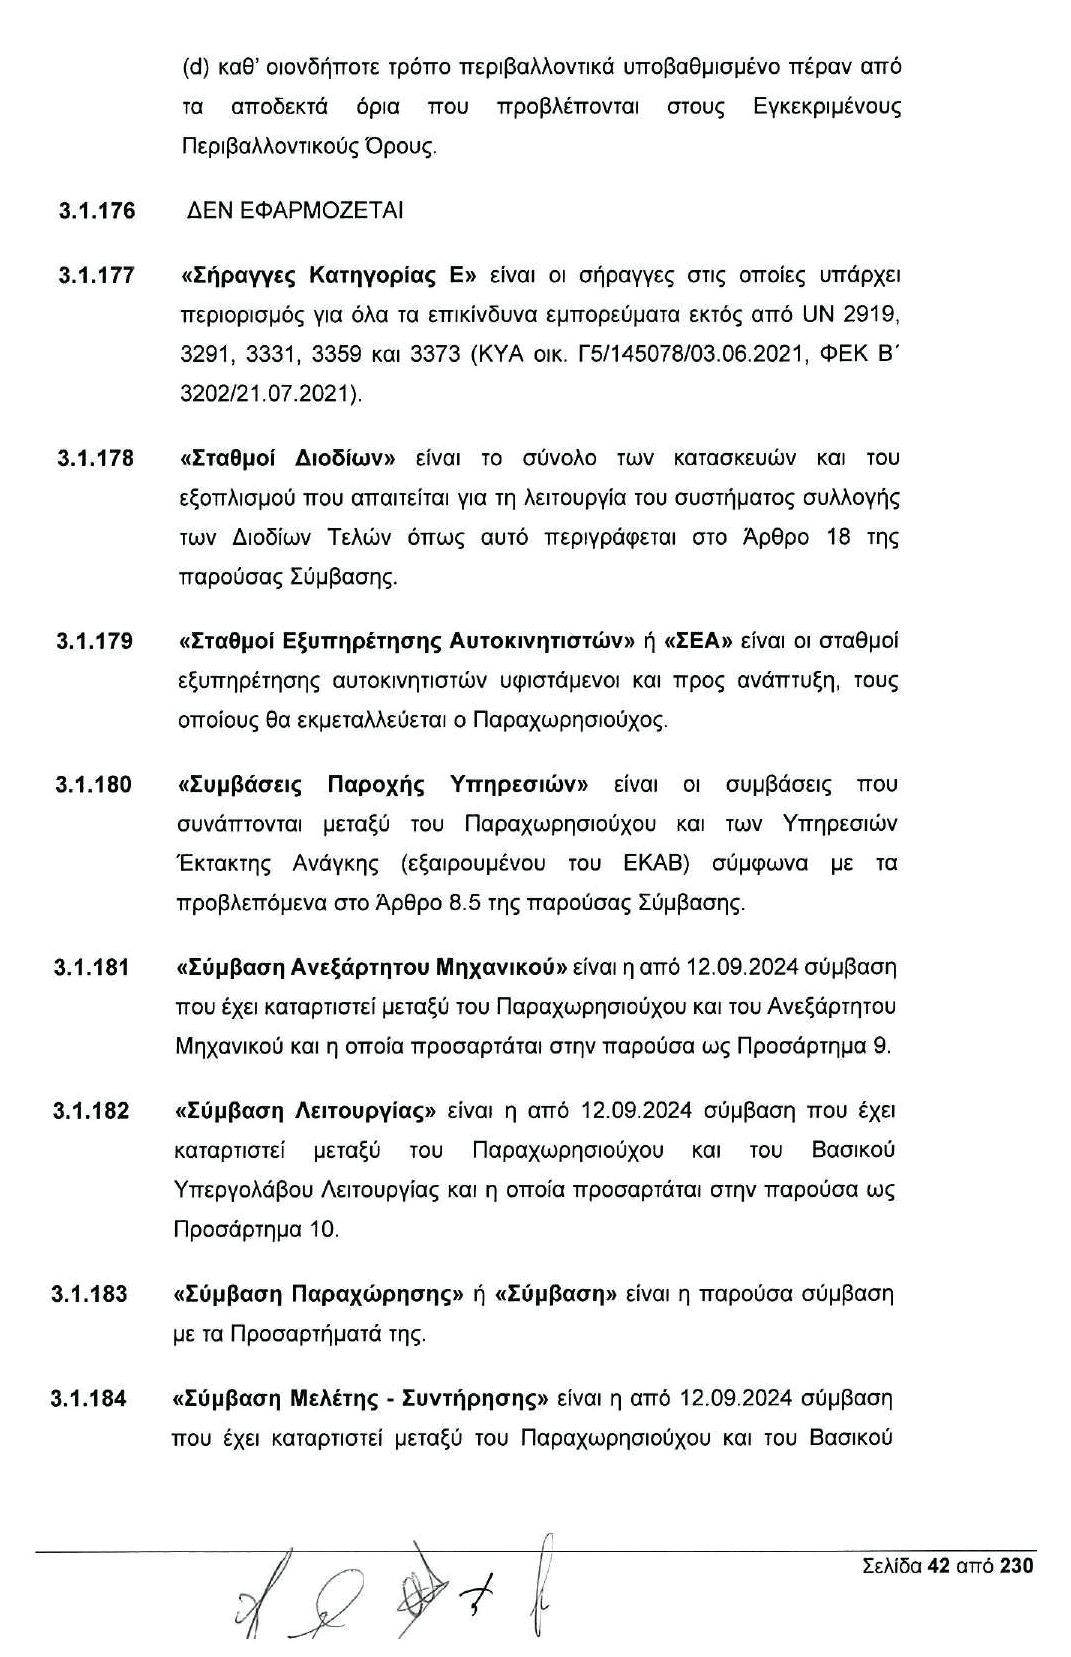 (d) καθ’ οιονδήποτε τρόπο περιβαλλοντικά υποβαθμισμένο πέραν από
τα αποδεκτά όρια που προβλέπονται στους Εγκεκριμένους
Περιβαλλοντικούς Όρους.
3.1.176 ΔΕΝ ΕΦΑΡΜΟΖΕΤΑΙ
3.1.177 «Σήραγγες Κατηγορίας Ε» είναι οι σήραγγες στις οποίες υπάρχει
περιορισμός για όλα τα επικίνδυνα εμπορεύματα εκτός από UN 2919,
3291, 3331, 3359 και 3373 (ΚΥΑ οικ. Γ5/145078/03.06.2021, ΦΕΚ Β΄
3202/21.07.2021).
3.1.178 «Σταθμοί Διοδίων» είναι το σύνολο των κατασκευών και του
εξοπλισμού που απαιτείται για τη λειτουργία του συστήματος συλλογής
των Διοδίων Τελών όπως αυτό περιγράφεται στο Άρθρο 18 της
παρούσας Σύμβασης.
3.1.179 «Σταθμοί Εξυπηρέτησης Αυτοκινητιστών» ή «ΣΕΑ» είναι οι σταθμοί
εξυπηρέτησης αυτοκινητιστών υφιστάμενοι και προς ανάπτυξη, τους
οποίους θα εκμεταλλεύεται ο Παραχωρησιούχος.
3.1.180 «Συμβάσεις Παροχής Υπηρεσιών» είναι οι συμβάσεις που
συνάπτονται μεταξύ του Παραχωρησιούχου και των Υπηρεσιών
Έκτακτης Ανάγκης (εξαιρουμένου του ΕΚΑΒ) σύμφωνα με τα
προβλεπόμενα στο Άρθρο 8.5 της παρούσας Σύμβασης.
3.1.181 «Σύμβαση Ανεξάρτητου Μηχανικού» είναι η από 12.09.2024 σύμβαση
που έχει καταρτιστεί μεταξύ του Παραχωρησιούχου και του Ανεξάρτητου
Μηχανικού και η οποία προσαρτάται στην παρούσα ως Προσάρτημα 9.
3.1.182 «Σύμβαση Λειτουργίας» είναι η από 12.09.2024 σύμβαση που έχει
καταρτιστεί μεταξύ του Παραχωρησιούχου και του Βασικού
Υπεργολάβου Λειτουργίας και η οποία προσαρτάται στην παρούσα ως
Προσάρτημα 10.
3.1.183 «Σύμβαση Παραχώρησης» ή «Σύμβαση» είναι η παρούσα σύμβαση
με τα Προσαρτήματά της.
3.1.184 «Σύμβαση Μελέτης - Συντήρησης» είναι η από 12.09.2024 σύμβαση
που έχει καταρτιστεί μεταξύ του Παραχωρησιούχου και του Βασικού
Σελίδα 42 από 230